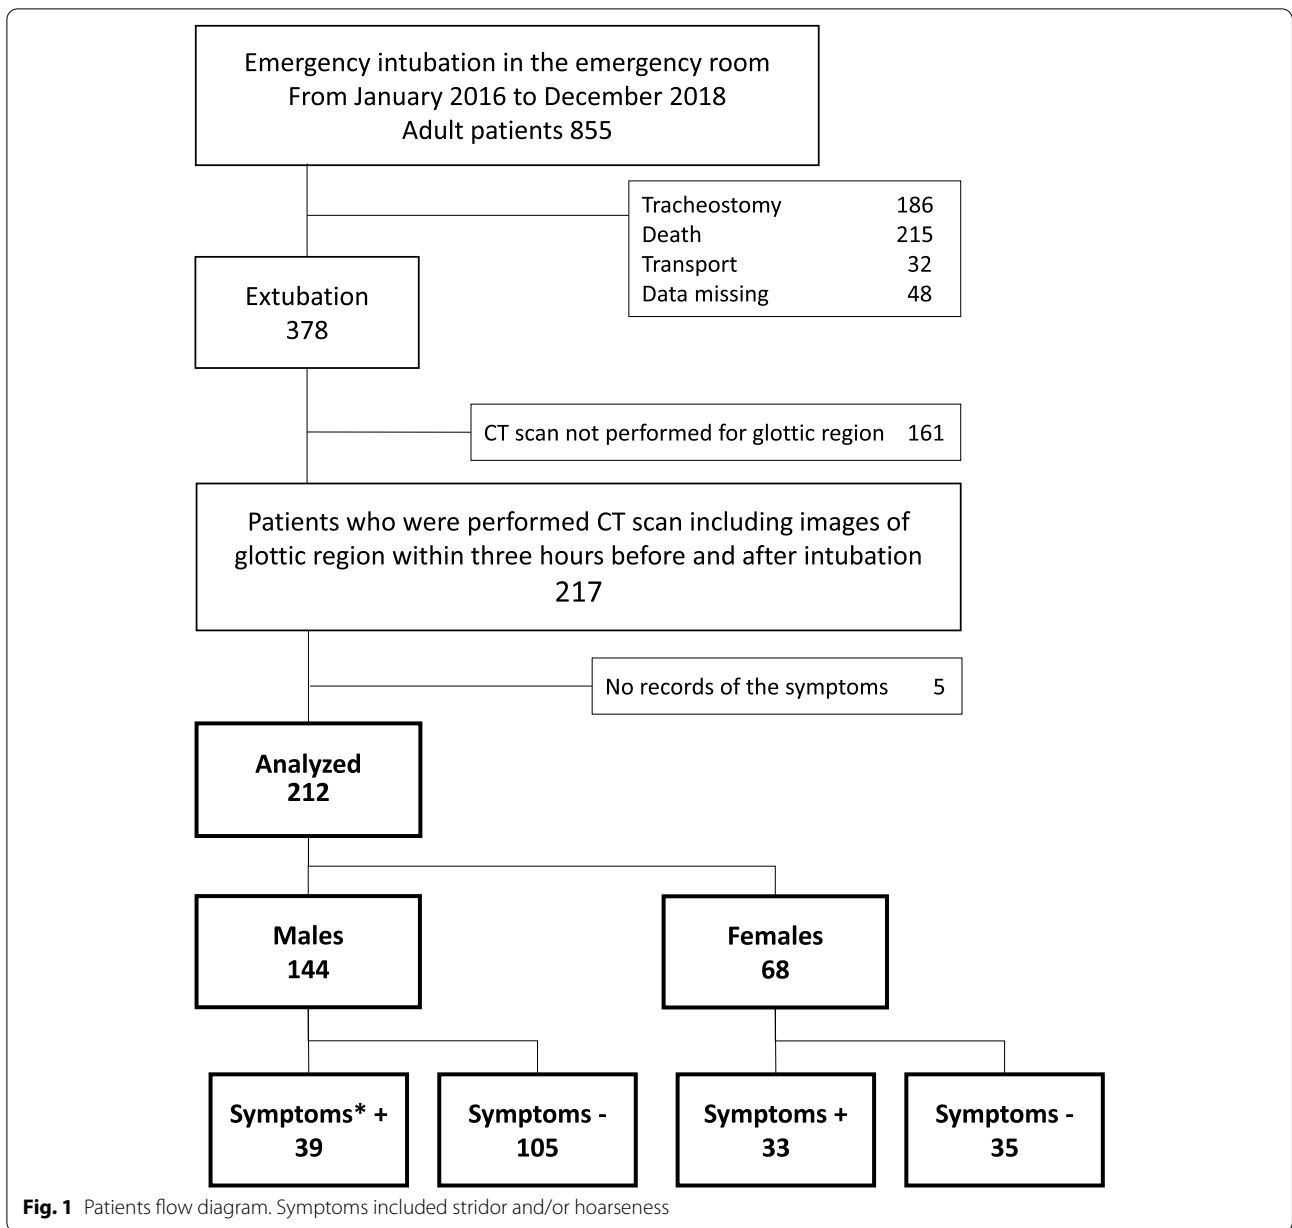 Emergency intubation in the emergency room
From January 2016 to December 2018
Adult patients 855
Tracheostomy 186
Death 215
Transport 32
Data missing 48
Extubation
378
CT scan not performed for glottic region 161
Patients who were performed CT scan including images of
glottic region within three hours before and after intubation
217
No records of the symptoms 5
Analyzed
212
Males
144
Females
68
Symptoms* +
39
Symptoms -
105
Symptoms +
33
Symptoms -
35
Fig. 1 Patients flow diagram. Symptoms included stridor and/or hoarseness